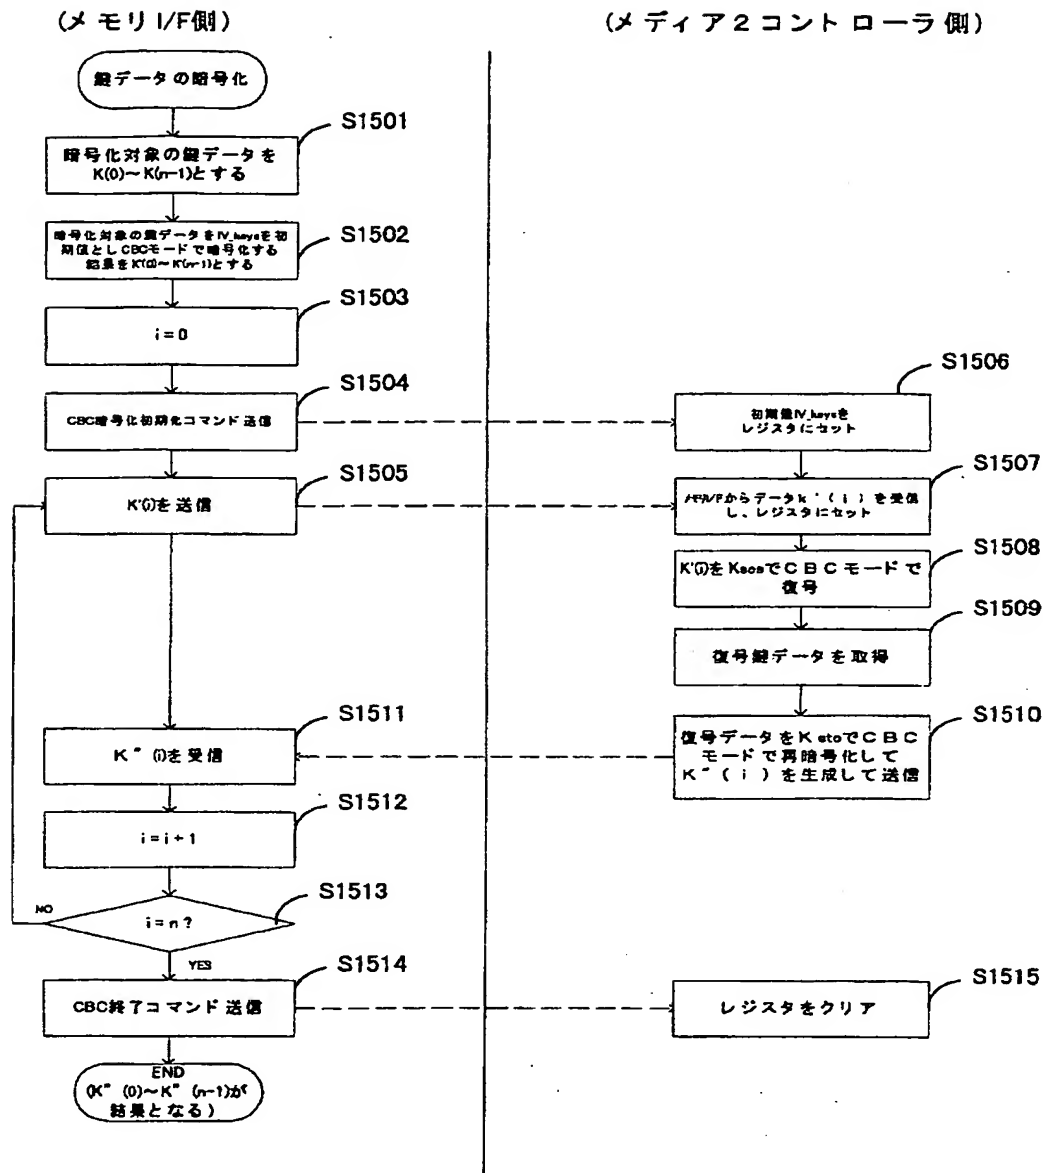 (メモリI/F側)
(メディア2コントローラ側)
鍵データの暗号化
S1501
暗号化対象の鍵データを
K(0)~K(n-1)とする
S1502
暗号化対象の鍵データをIV_keysを初
期値としCBCモードで暗号化する
結果をK'(0)~K'(n-1)とする
S1503
i=0
S1504
CBC暗号化初期化コマンド送信
S1506
初期値IV_keysを
レジスタにセット
S1505
K'(i)を送信
S1507
からデータk'(i)を受信
し、レジスタにセット
S1508
K'(i)をKsesでCBCモードで
復号
S1509
復号鍵データを取得
S1510
復号データをKstoでCBC
モードで再暗号化して
K"(i)を生成して送信
S1511
K"(i)を受信
S1512
i=i+1
S1513
i=n?
NO
YES
S1514
CBC終了コマンド送信
S1515
レジスタをクリア
END
(K"(0)~K"(n-1)が
結果となる)